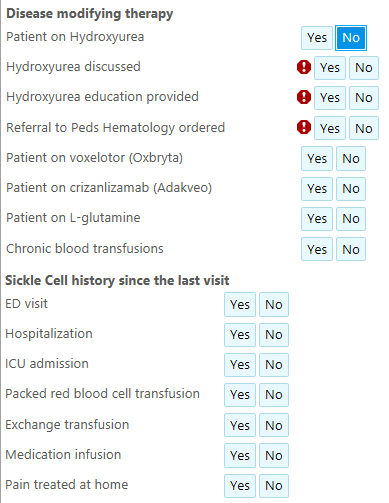 Disease modifying therapy
Patient on Hydroxyurea Yes No
Hydroxyurea discussed Yes No
Hydroxyurea education provided Yes No
Referral to Peds Hematology ordered Yes No
Patient on voxelotor (Oxbryta) Yes No
Patient on crizanlizamab (Adakveo) Yes No
Patient on L-glutamine Yes No
Chronic blood transfusions Yes No
Sickle Cell history since the last visit
ED visit Yes No
Hospitalization Yes No
ICU admission Yes No
Packed red blood cell transfusion Yes No
Exchange transfusion Yes No
Medication infusion Yes No
Pain treated at home Yes No